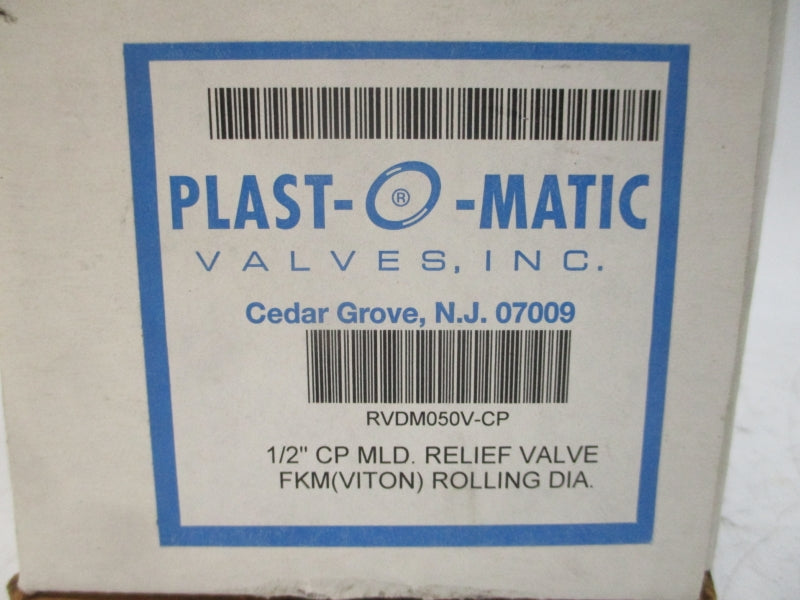 PLAST-O®-MATIC
VALVES, INC.
Cedar Grove, N.J. 07009
RVDM050V-CP
1/2" CP MLD. RELIEF VALVE
FKM(VITON) ROLLING DIA.